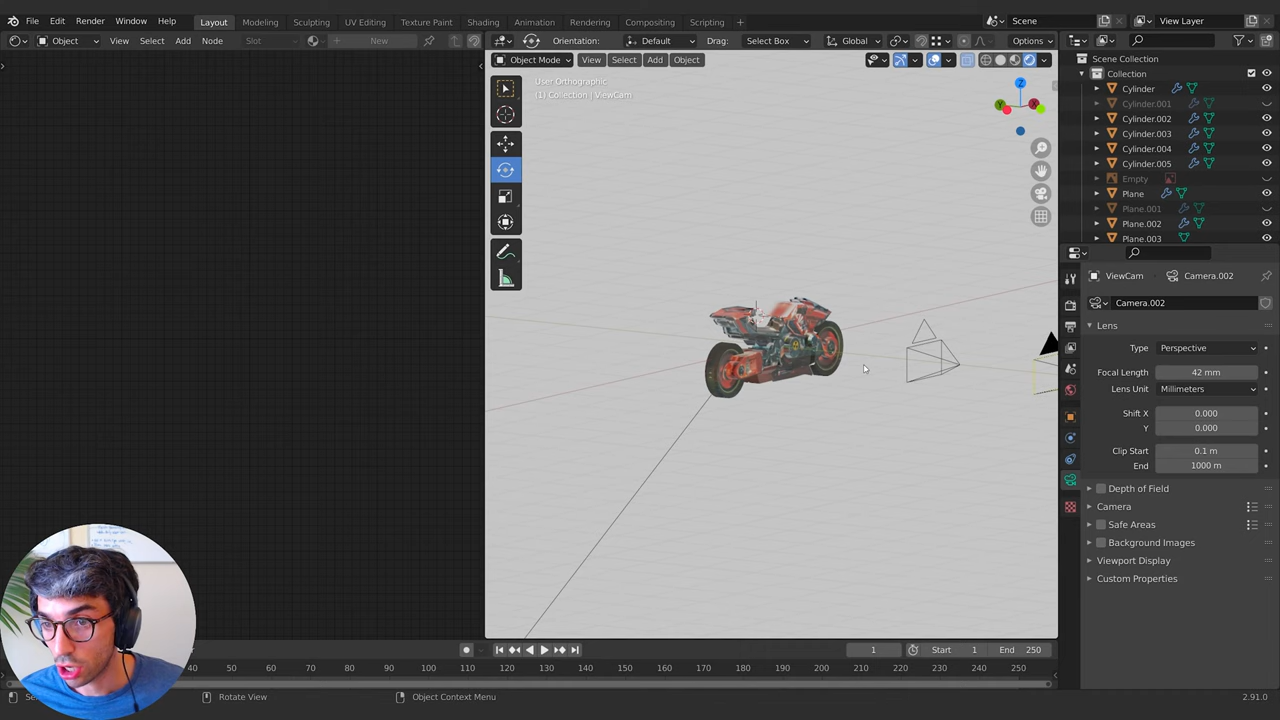 File Edit Render Window Help Layout Modeling Sculpting UV Editing Texture Paint Shading Animation Rendering Compositing Scripting + Scene View Layer
Object View Select Add Node Slot New Orientation: Default Drag: Select Box Global Options
Object Mode View Select Add Object
User Orthographic
(1) Collection | ViewCam
Z
Y
X
Scene Collection
Collection
Cylinder
Cylinder.001
Cylinder.002
Cylinder.003
Cylinder.004
Cylinder.005
Empty
Plane
Plane.001
Plane.002
Plane.003
ViewCam Camera.002
Camera.002
Lens
Type Perspective
Focal Length 42 mm
Lens Unit Millimeters
Shift X 0.000
Y 0.000
Clip Start 0.1 m
End 1000 m
Depth of Field
Camera
Safe Areas
Background Images
Viewport Display
Custom Properties
1 Start 1 End 250
40 50 60 70 80 90 100 110 120 130 140 150 160 170 180 190 200 210 220 230 240 250
Rotate View Object Context Menu 2.91.0